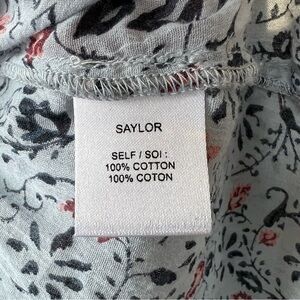 SAYLOR
SELF / SOI :
100% COTTON
100% COTON